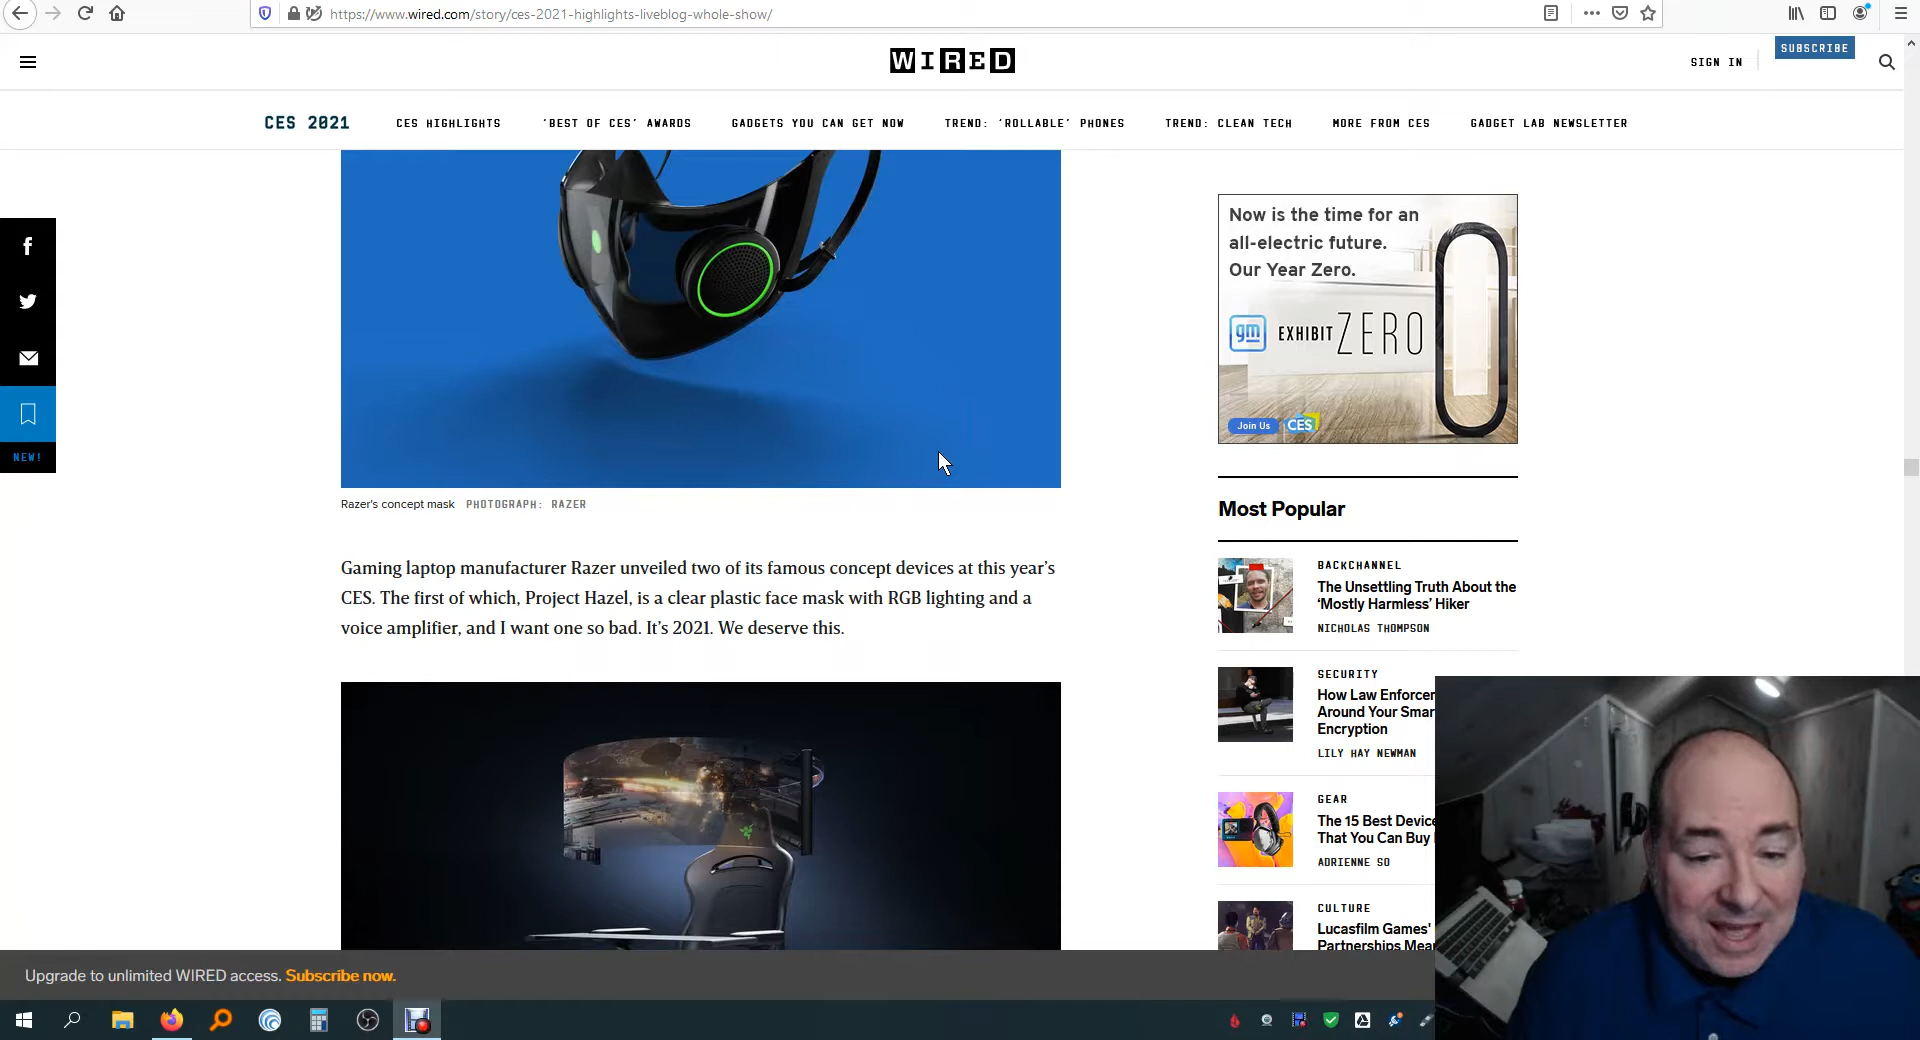 https://www.wired.com/story/ces-2021-highlights-liveblog-whole-show/
WIRED
SIGN IN
SUBSCRIBE
CES 2021
CES HIGHLIGHTS
'BEST OF CES' AWARDS
GADGETS YOU CAN GET NOW
TREND: 'ROLLABLE' PHONES
TREND: CLEAN TECH
MORE FROM CES
GADGET LAB NEWSLETTER
NEW!
Razer's concept mask PHOTOGRAPH: RAZER
Gaming laptop manufacturer Razer unveiled two of its famous concept devices at this year's
CES. The first of which, Project Hazel, is a clear plastic face mask with RGB lighting and a
voice amplifier, and I want one so bad. It's 2021. We deserve this.
Now is the time for an
all-electric future.
Our Year Zero.
gm EXHIBIT ZERO
Join Us CES
Most Popular
BACKCHANNEL
The Unsettling Truth About the
'Mostly Harmless' Hiker
NICHOLAS THOMPSON
SECURITY
How Law Enforcem
Around Your Smar
Encryption
LILY HAY NEWMAN
GEAR
The 15 Best Device
That You Can Buy
ADRIENNE SO
CULTURE
Lucasfilm Games'
Partnerships Mea
Upgrade to unlimited WIRED access. Subscribe now.